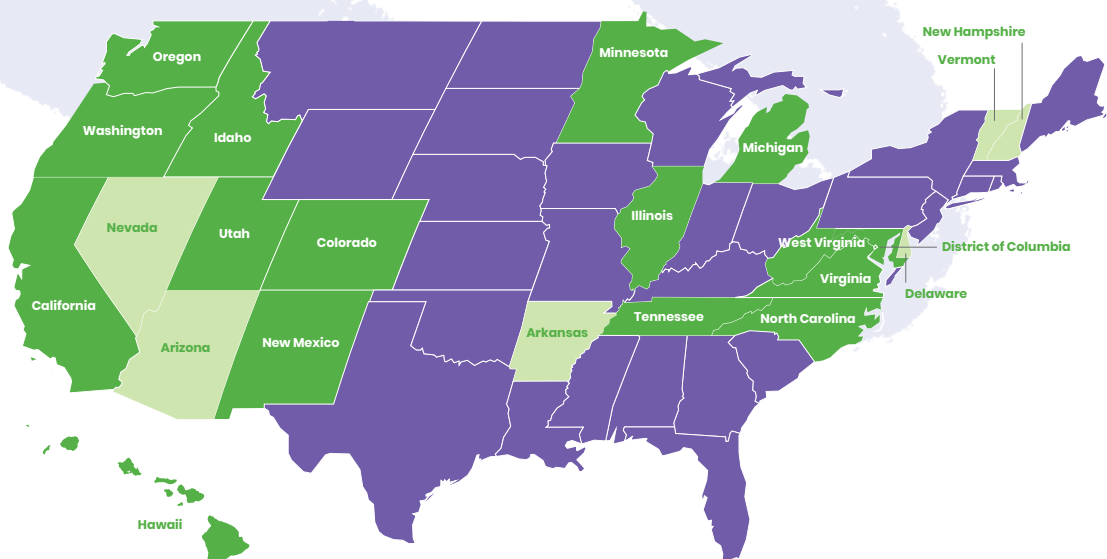 New Hampshire
Oregon
Minnesota
Vermont
Washington
Idaho
Michigan
Nevada
Utah
Colorado
Illinois
West Virginia
District of Columbia
California
Virginia
Delaware
Arizona
New Mexico
Arkansas
Tennessee
North Carolina
Hawaii